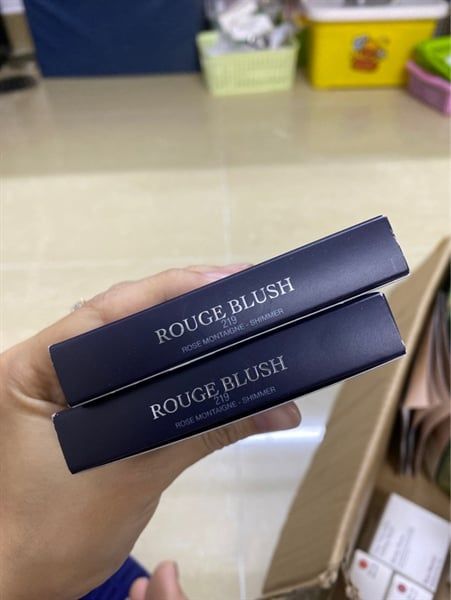 ROUGE BLUSH
219
ROSE MONTAIGNE - SHIMMER
ROUGE BLUSH
219
ROSE MONTAIGNE - SHIMMER